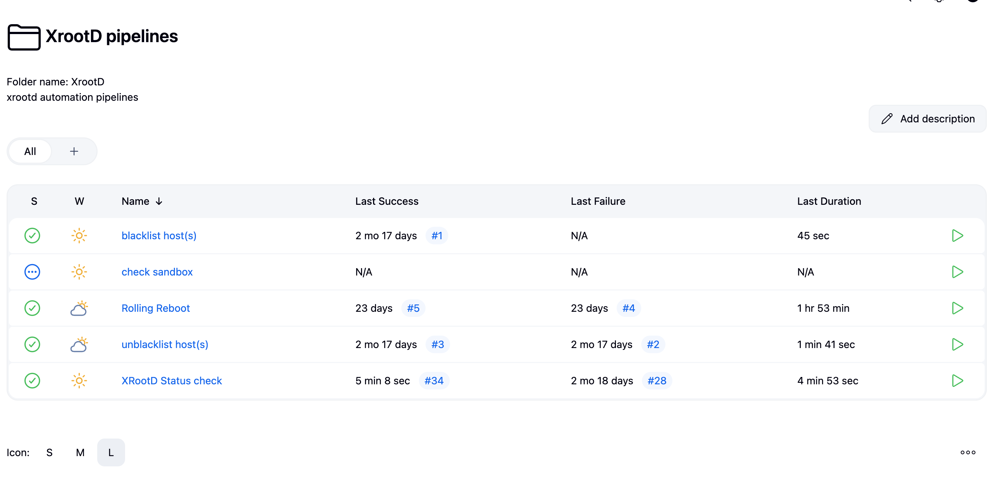 XrootD pipelines
Folder name: XrootD
xrootd automation pipelines
Add description
All +
S W Name ↓ Last Success Last Failure Last Duration
blacklist host(s) 2 mo 17 days #1 N/A 45 sec
check sandbox N/A N/A N/A
Rolling Reboot 23 days #5 23 days #4 1 hr 53 min
unblacklist host(s) 2 mo 17 days #3 2 mo 17 days #2 1 min 41 sec
XRootD Status check 5 min 8 sec #34 2 mo 18 days #28 4 min 53 sec
Icon: S M L